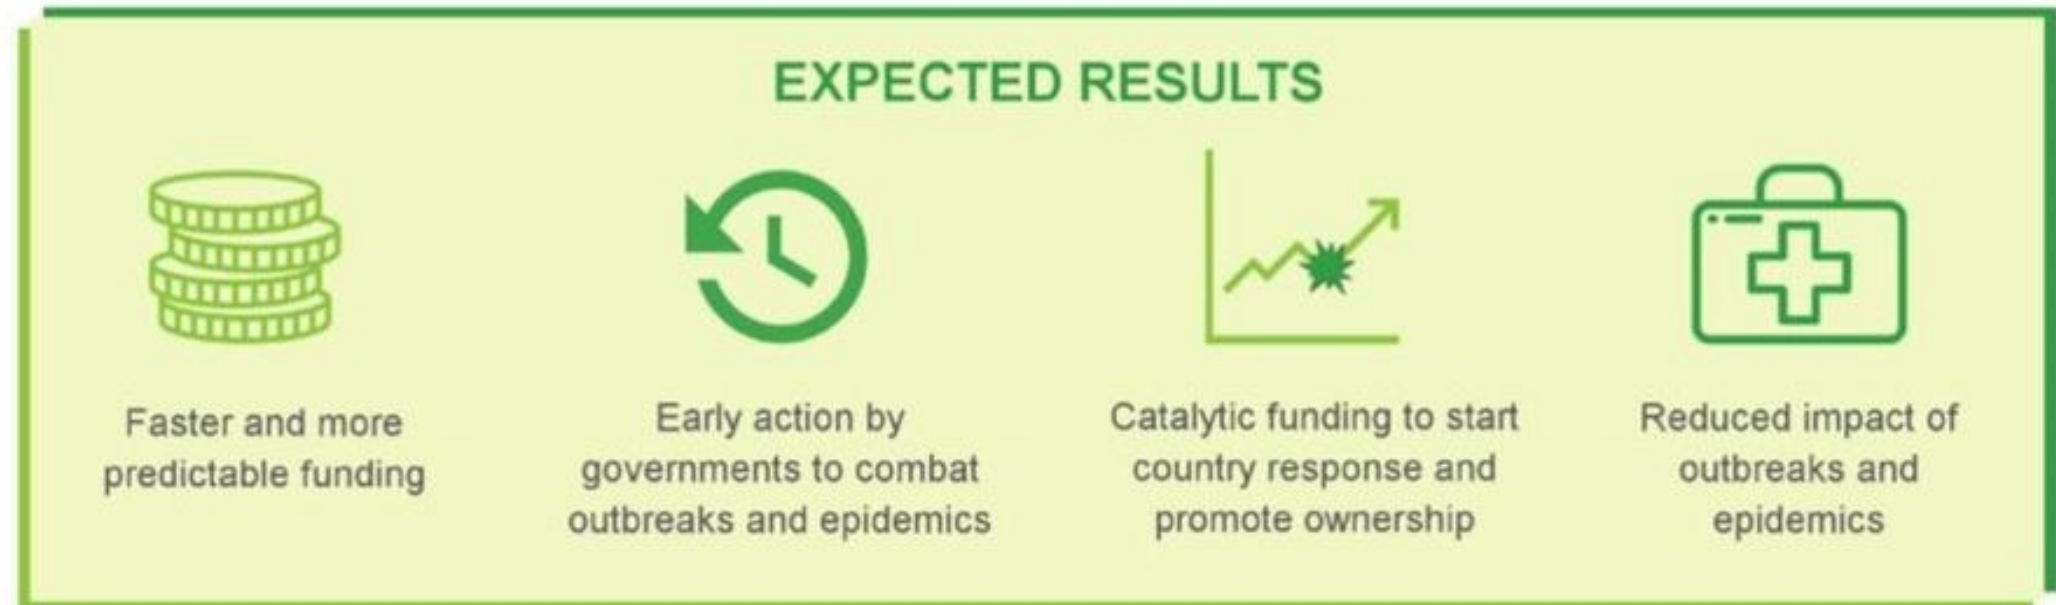 EXPECTED RESULTS
Faster and more
predictable funding
Early action by
governments to combat
outbreaks and epidemics
Catalytic funding to start
country response and
promote ownership
Reduced impact of
outbreaks and
epidemics